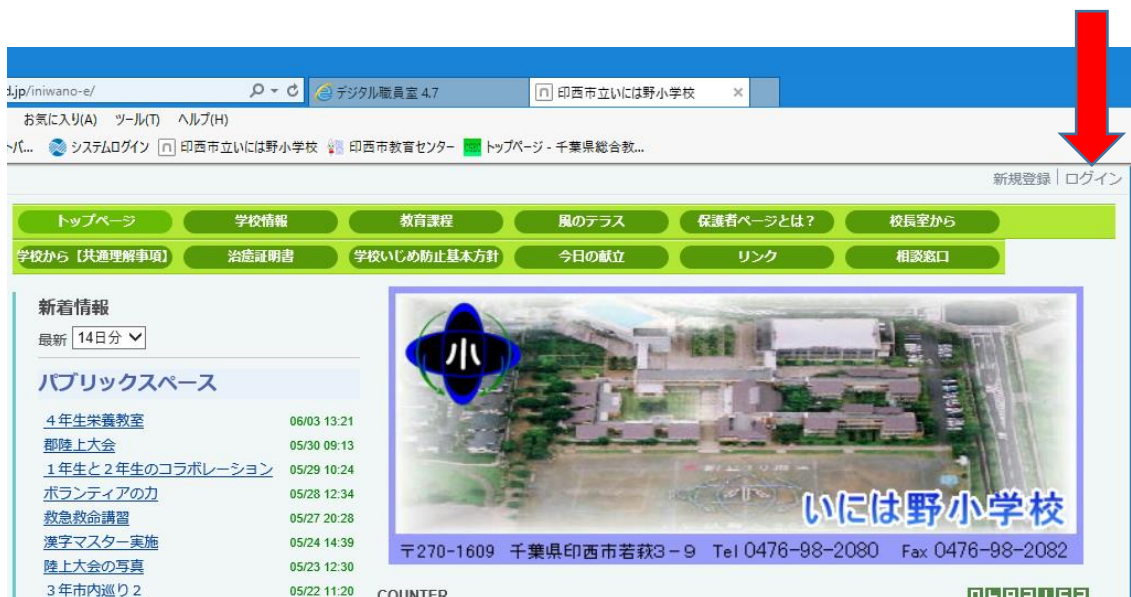 d.jp/iniwano-e/
デジタル職員室 4.7
印西市立いには野小学校
お気に入り(A) ツール(T) ヘルプ(H)
システムログイン 印西市立いには野小学校 印西市教育センター トップページ - 千葉県総合教...
新規登録 ログイン
トップページ 学校情報 教育課程 風のテラス 保護者ページとは？ 校長室から
学校から【共通理解事項】 治癒証明書 学校いじめ防止基本方針 今日の献立 リンク 相談窓口
新着情報
最新 14日分
パブリックスペース
４年生栄養教室 06/03 13:21
郡陸上大会 05/30 09:13
１年生と２年生のコラボレーション 05/29 10:24
ボランティアの力 05/28 12:34
救急救命講習 05/27 20:28
漢字マスター実施 05/24 14:39
陸上大会の写真 05/23 12:30
３年市内巡り２ 05/22 11:20
小
いには野小学校
〒270-1609 千葉県印西市若萩3－9 Tel 0476-98-2080 Fax 0476-98-2082
COUNTER